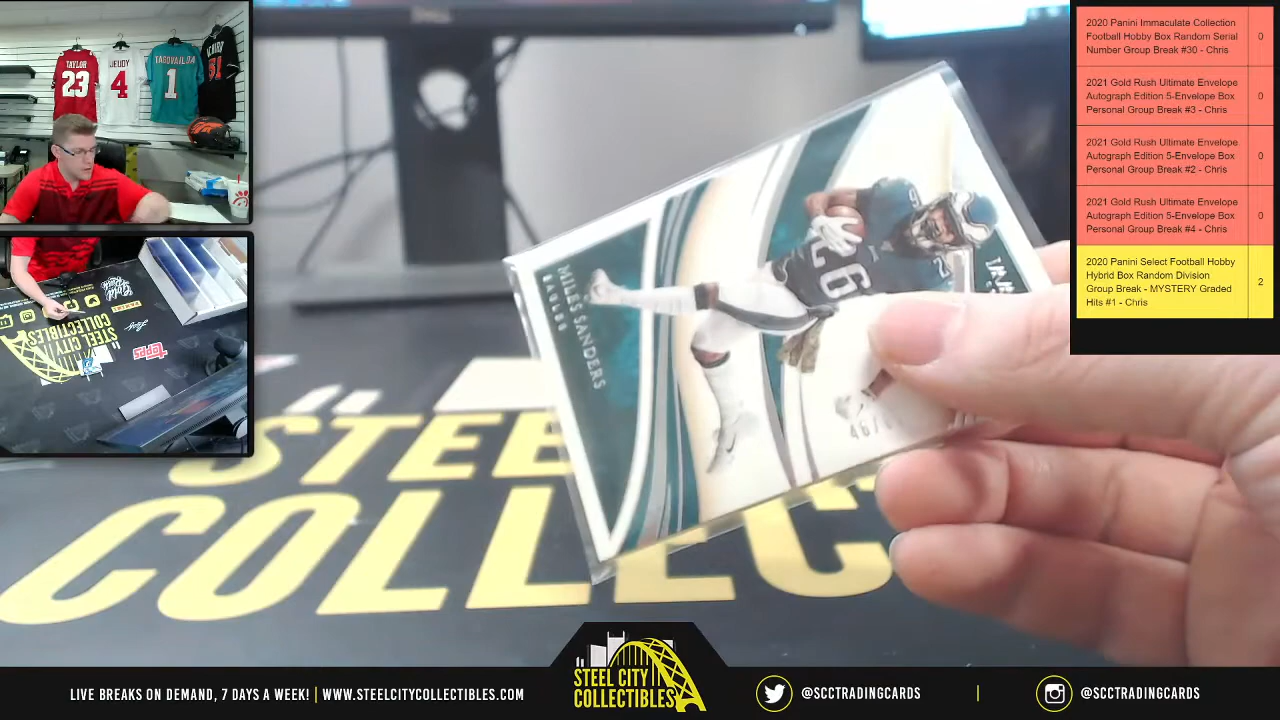 TAYLOR
23
JEUDY
4
TAGOVAILOA
1
51
COLLECTIBLES
topps
MILES SANDERS
EAGLES
26
STEEL
COLLEC
2020 Panini Immaculate Collection
Football Hobby Box Random Serial
Number Group Break #30 - Chris
0
2021 Gold Rush Ultimate Envelope
Autograph Edition 5-Envelope Box
Personal Group Break #3 - Chris
0
2021 Gold Rush Ultimate Envelope
Autograph Edition 5-Envelope Box
Personal Group Break #2 - Chris
0
2021 Gold Rush Ultimate Envelope
Autograph Edition 5-Envelope Box
Personal Group Break #4 - Chris
0
2020 Panini Select Football Hobby
Hybrid Box Random Division
Group Break - MYSTERY Graded
Hits #1 - Chris
2
LIVE BREAKS ON DEMAND, 7 DAYS A WEEK! | WWW.STEELCITYCOLLECTIBLES.COM
STEEL CITY
COLLECTIBLES
@SCCTRADINGCARDS
@SCCTRADINGCARDS